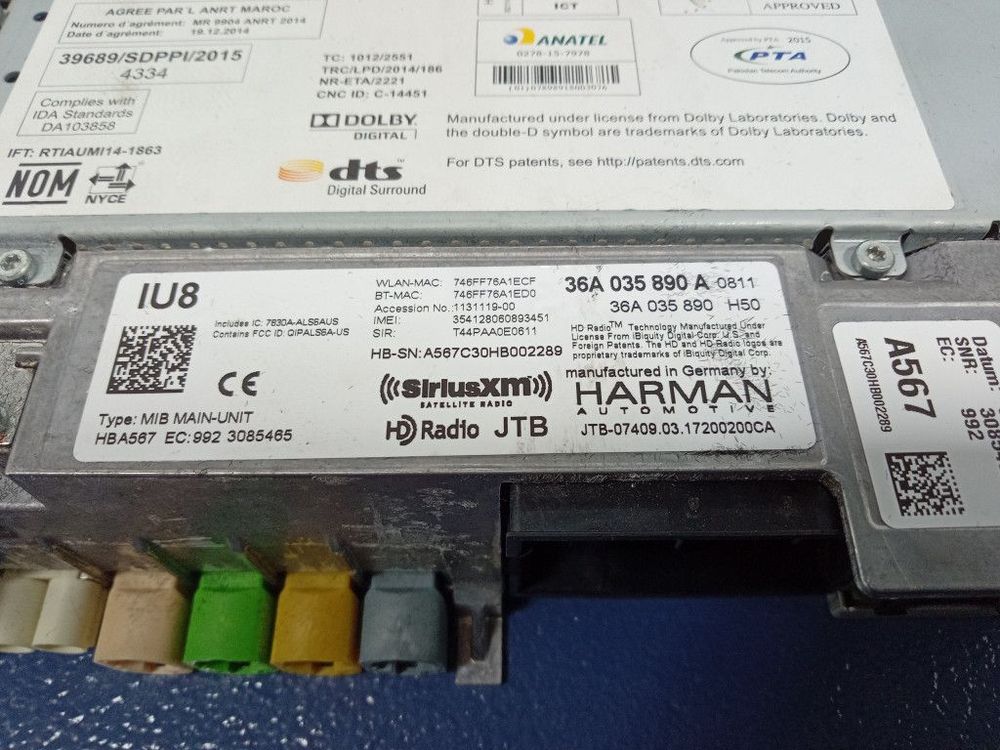 AGREE PAR L ANRT MAROC
Numero d'agrément: MR 9904 ANRT 2014
Date d'agrément: 19.12.2014
39689/SDPPI/2015
4334
Complies with
IDA Standards
DA103858
IFT: RTIAUMI14-1863
NOM
NYCE
TC: 1012/2551
TRC/LPD/2014/186
NR-ETA/2221
CNC ID: C-14451
DOLBY
DIGITAL
dts
Digital Surround
ICT
APPROVED
ANATEL
0278-15-7978
(01)07898918603076
Approved by PTA 2015
PTA
Pakistan Telecom Authority
Manufactured under license from Dolby Laboratories. Dolby and
the double-D symbol are trademarks of Dolby Laboratories.
For DTS patents, see http://patents.dts.com
IU8
Includes IC: 7830A-ALS6AUS
Contains FCC ID: QIPALS6A-US
CE
Type: MIB MAIN-UNIT
HBA567 EC: 992 3085465
WLAN-MAC: 746FF76A1ECF
BT-MAC: 746FF76A1ED0
Accession No.: 1131119-00
IMEI: 354128060893451
SIR: T44PAA0E0611
HB-SN: A567C30HB002289
SiriusXM
SATELLITE RADIO
HD Radio JTB
36A 035 890 A 0811
36A 035 890 H50
HD Radio™ Technology Manufactured Under
License From iBiquity Digital Corp. U.S. and
Foreign Patents. The HD and HD Radio logos are
proprietary trademarks of iBiquity Digital Corp.
manufactured in Germany by:
HARMAN
AUTOMOTIVE
JTB-07409.03.17200200CA
A567C30HB002289
A567
EC: 992
SNR:
Datum: